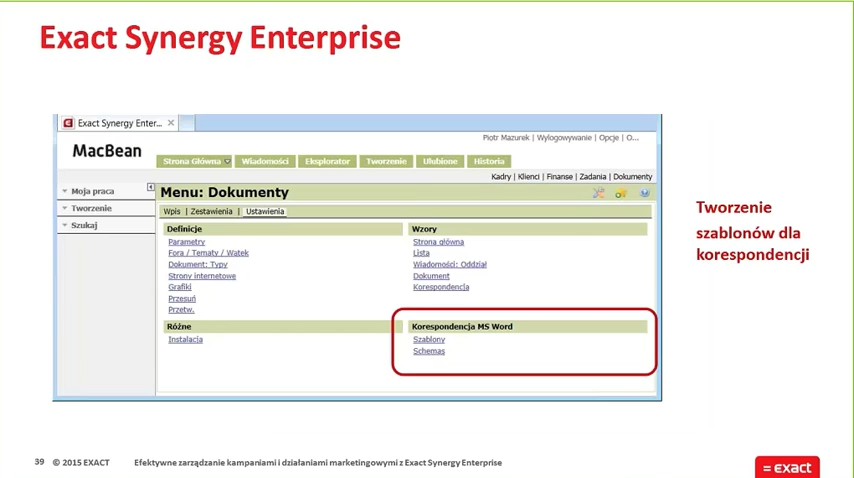 Exact Synergy Enterprise
Exact Synergy Enter... ×
Piotr Mazurek | Wylogowywanie | Opcje | O...
MacBean
Strona Główna Wiadomości Eksplorator Tworzenie Ulubione Historia
Kadry | Klienci | Finanse | Zadania | Dokumenty
Moja praca
Tworzenie
Szukaj
Menu: Dokumenty
Wpis | Zestawienia | Ustawienia
Definicje
Parametry
Fora / Tematy / Watek
Dokument: Typy
Strony internetowe
Grafiki
Przesuń
Przetw.
Różne
Instalacja
Wzory
Strona główna
Lista
Wiadomości: Oddział
Dokument
Korespondencja
Korespondencja MS Word
Szablony
Schemas
Tworzenie
szablonów dla
korespondencji
39 © 2015 EXACT Efektywne zarządzanie kampaniami i działaniami marketingowymi z Exact Synergy Enterprise
= exact